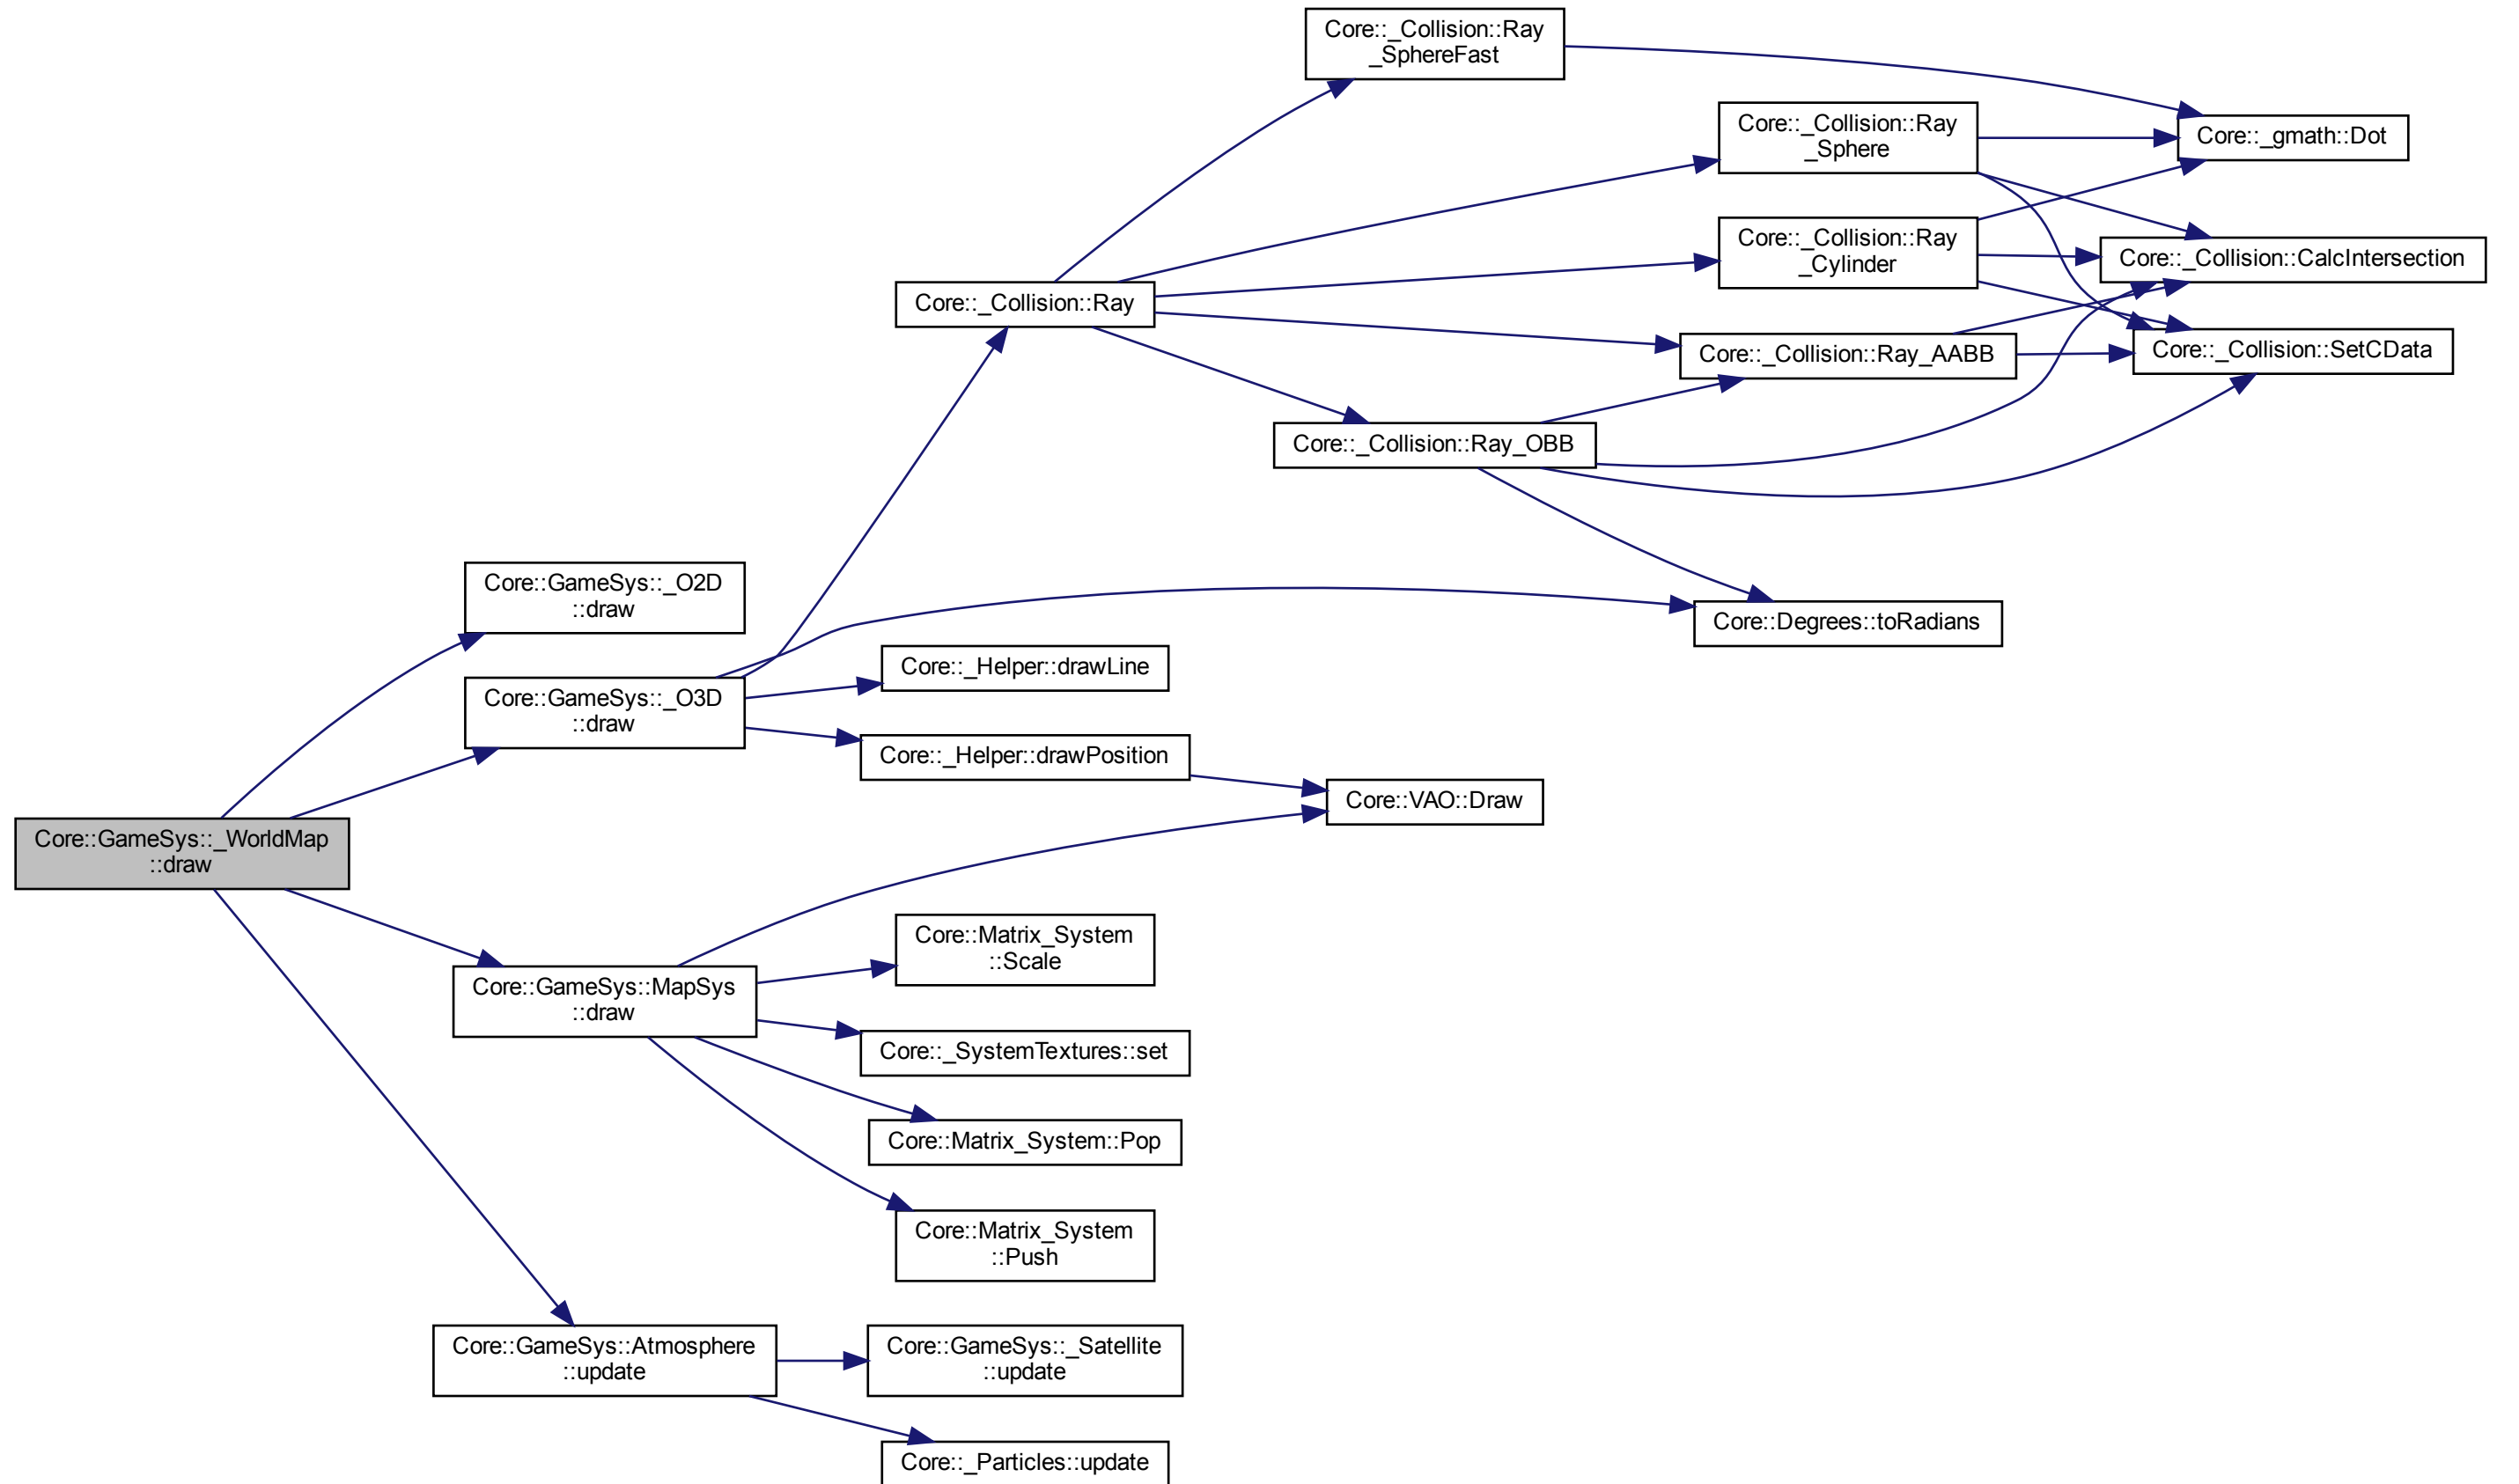 Core::_Collision::Ray
_SphereFast
Core::_Collision::Ray
_Sphere
Core::_gmath::Dot
Core::_Collision::Ray
_Cylinder
Core::_Collision::CalcIntersection
Core::_Collision::Ray
Core::_Collision::Ray_AABB
Core::_Collision::SetCData
Core::_Collision::Ray_OBB
Core::GameSys::_O2D
::draw
Core::Degrees::toRadians
Core::_Helper::drawLine
Core::GameSys::_O3D
::draw
Core::_Helper::drawPosition
Core::VAO::Draw
Core::GameSys::_WorldMap
::draw
Core::Matrix_System
::Scale
Core::GameSys::MapSys
::draw
Core::_SystemTextures::set
Core::Matrix_System::Pop
Core::Matrix_System
::Push
Core::GameSys::Atmosphere
::update
Core::GameSys::_Satellite
::update
Core::_Particles::update